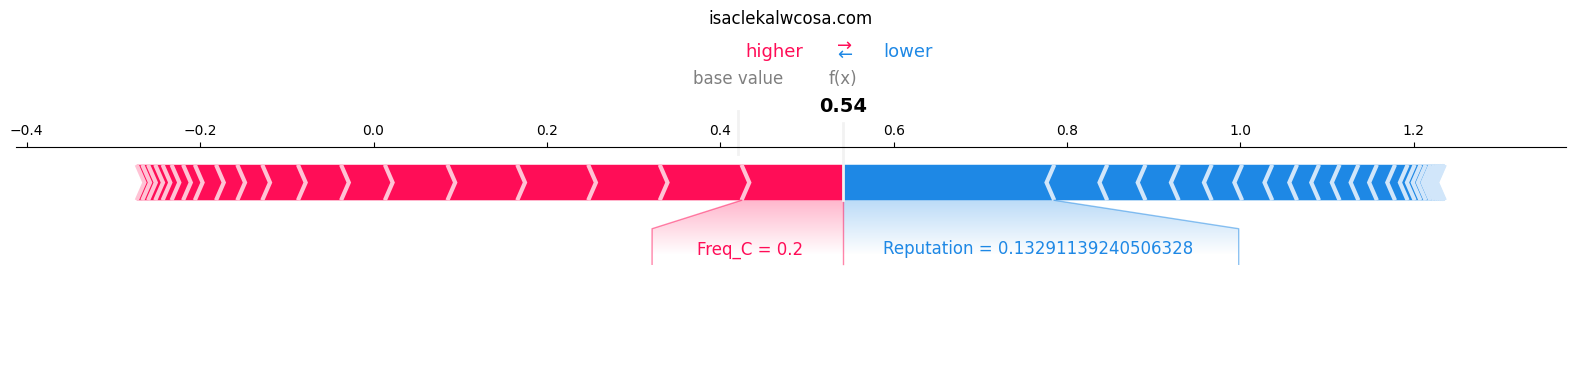 isaclekalwcosa.com
higher ⇄ lower
base value f(x)
0.54
−0.4 −0.2 0.0 0.2 0.4 0.6 0.8 1.0 1.2
Freq_C = 0.2 Reputation = 0.13291139240506328